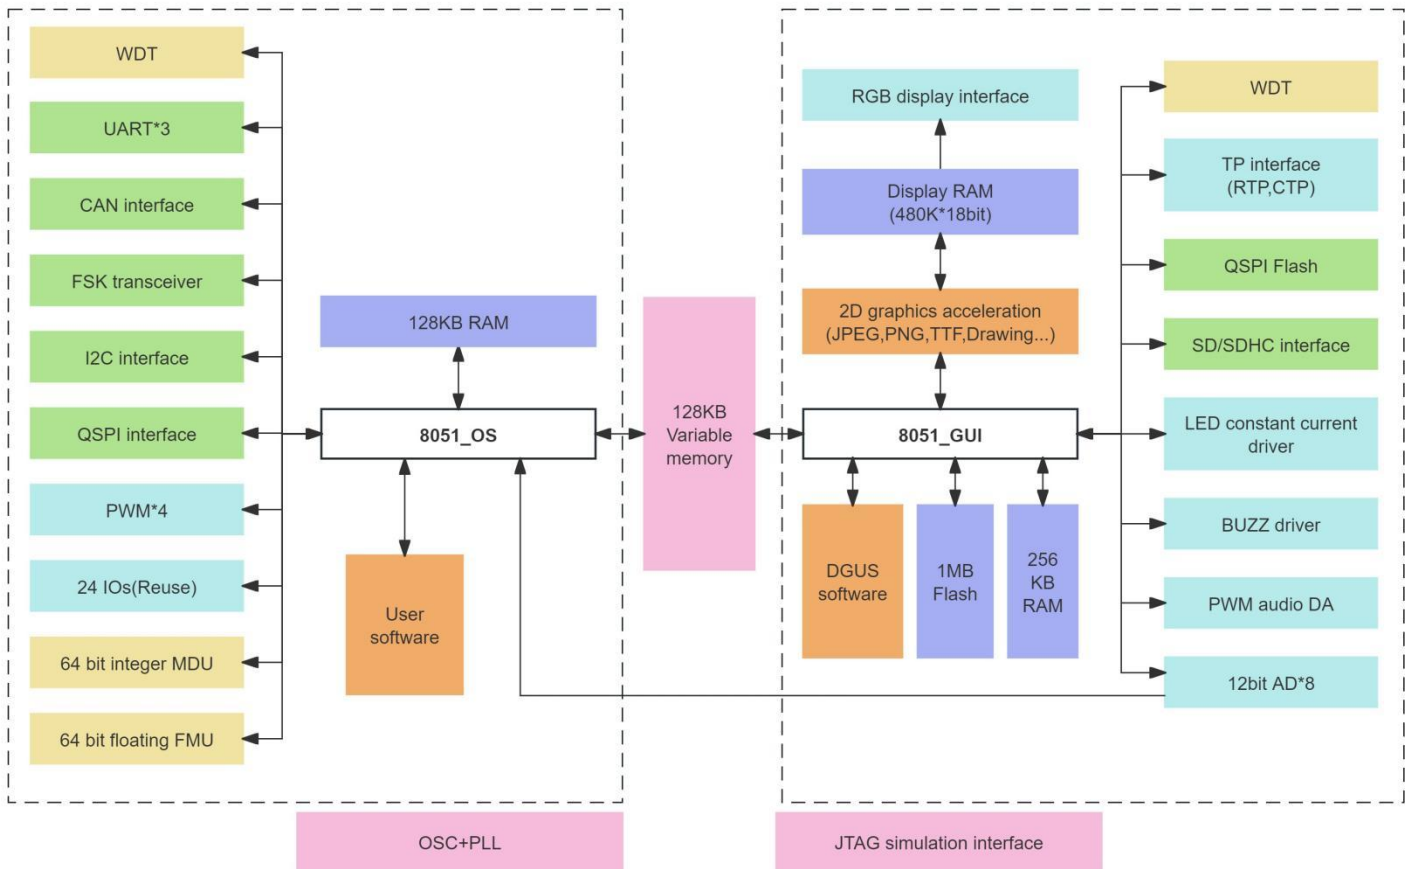 WDT
UART*3
CAN interface
FSK transceiver
I2C interface
QSPI interface
PWM*4
24 IOs(Reuse)
64 bit integer MDU
64 bit floating FMU
128KB RAM
8051_OS
User
software
128KB
Variable
memory
RGB display interface
Display RAM
(480K*18bit)
2D graphics acceleration
(JPEG,PNG,TTF,Drawing...)
8051_GUI
DGUS
software
1MB
Flash
256
KB
RAM
WDT
TP interface
(RTP,CTP)
QSPI Flash
SD/SDHC interface
LED constant current
driver
BUZZ driver
PWM audio DA
12bit AD*8
OSC+PLL
JTAG simulation interface